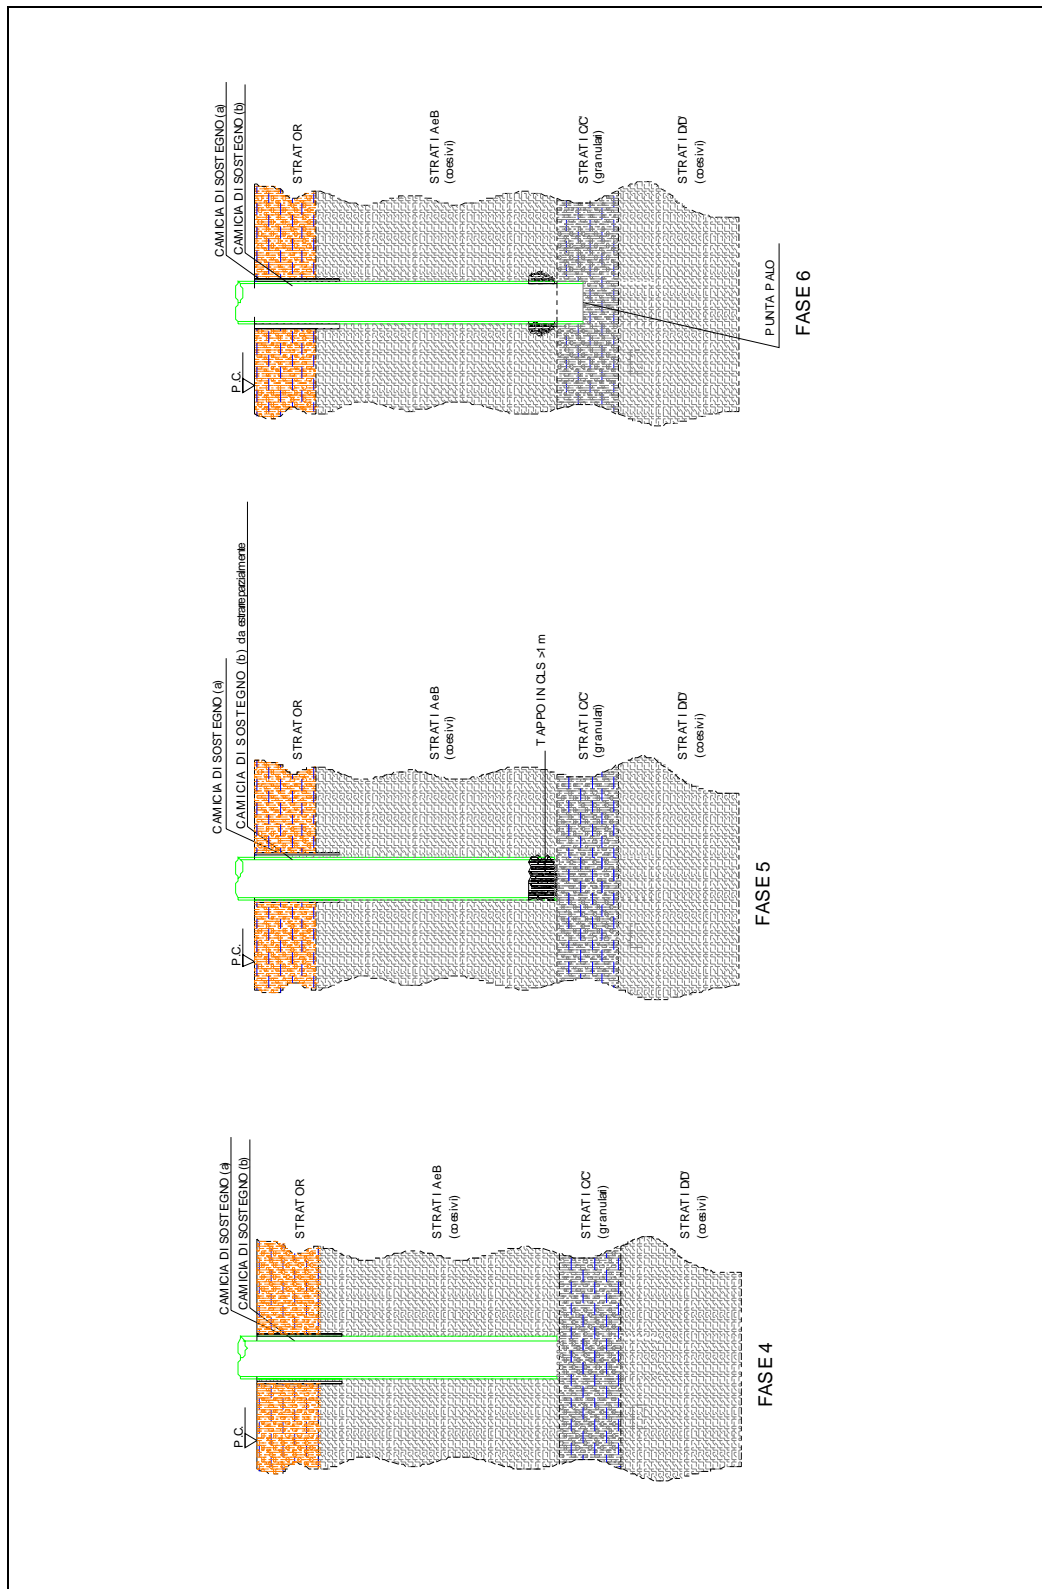 CAMICIA DI SOSTEGNO (a)
CAMICIA DI SOSTEGNO (b)
P.C.
STRATO R
STRATI A e B
(coesivi)
STRATI C/C'
(granulari)
STRATI D/D'
(coesivi)
FASE 4
CAMICIA DI SOSTEGNO (a)
CAMICIA DI SOSTEGNO (b) da estrarre parzialmente
P.C.
STRATO R
STRATI A e B
(coesivi)
TAPPO IN CLS >1 m
STRATI C/C'
(granulari)
STRATI D/D'
(coesivi)
FASE 5
CAMICIA DI SOSTEGNO (a)
CAMICIA DI SOSTEGNO (b)
P.C.
STRATO R
STRATI A e B
(coesivi)
STRATI C/C'
(granulari)
STRATI D/D'
(coesivi)
PUNTA PALO
FASE 6